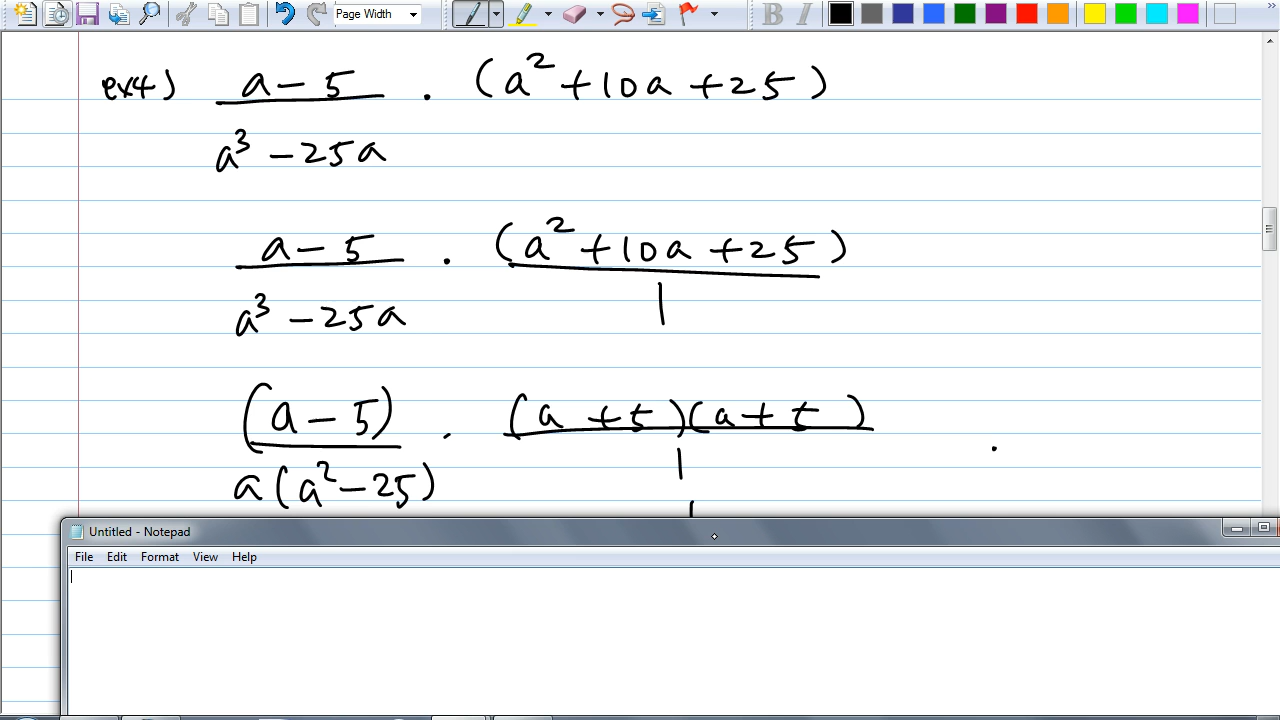 Page Width
B I
ex4) a - 5 / a³ - 25a · (a² + 10a + 25)
a - 5 / a³ - 25a · (a² + 10a + 25) / 1
(a - 5) / a(a² - 25) · (a + 5)(a + 5) / 1
Untitled - Notepad
File Edit Format View Help